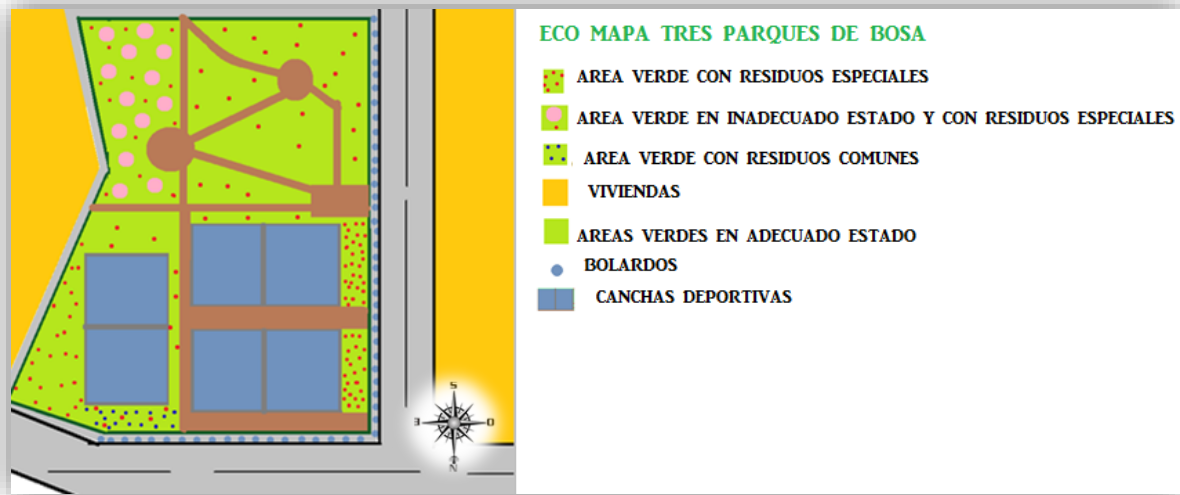 ECO MAPA TRES PARQUES DE BOSA
AREA VERDE CON RESIDUOS ESPECIALES
AREA VERDE EN INADECUADO ESTADO Y CON RESIDUOS ESPECIALES
AREA VERDE CON RESIDUOS COMUNES
VIVIENDAS
AREAS VERDES EN ADECUADO ESTADO
BOLARDOS
CANCHAS DEPORTIVAS
S
E O
N